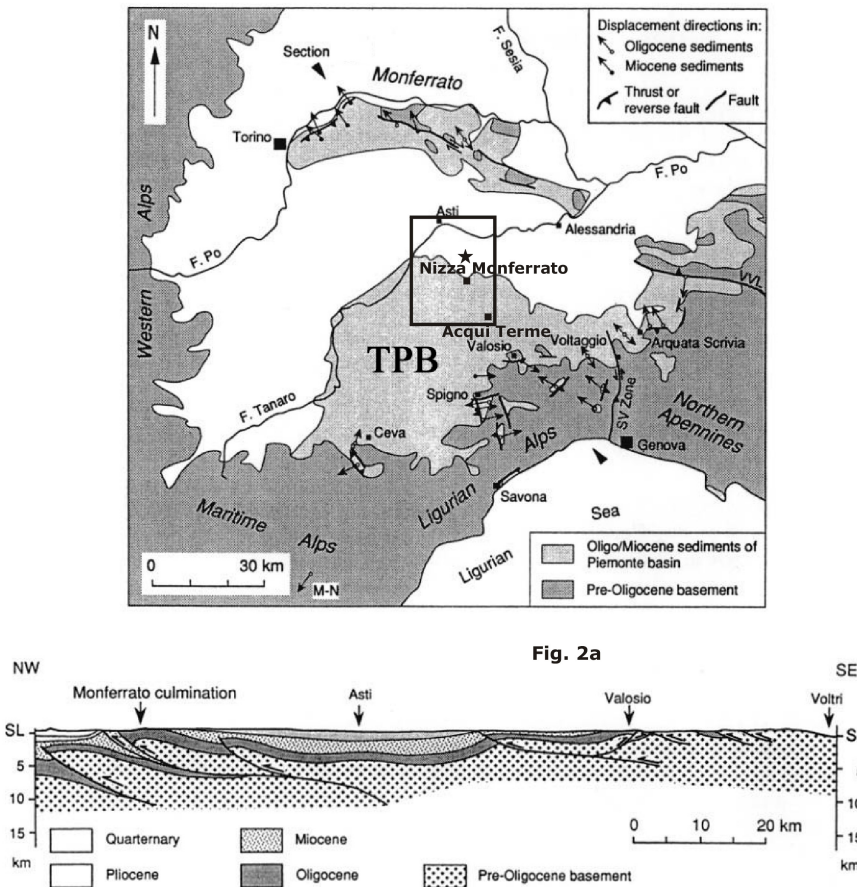 N
Section
Monferrato
F. Sesia
Displacement directions in:
Oligocene sediments
Miocene sediments
Thrust or
reverse fault
Fault
Torino
F. Po
Alps
Asti
Alessandria
F. Po
Nizza Monferrato
VVL
Western
Acqui Terme
Valosio
Voltaggio
Arquata Scrivia
TPB
Spigno
SV Zone
Northern
Apennines
F. Tanaro
Ceva
Alps
Genova
Ligurian
Savona
Maritime
Alps
Sea
Ligurian
0 30 km
M-N
Oligo/Miocene sediments of
Piemonte basin
Pre-Oligocene basement
Fig. 2a
NW
SE
Monferrato culmination
Asti
Valosio
Voltri
SL
S
5
10
15
km
10
15
km
0 10 20 km
Quarternary
Miocene
Pliocene
Oligocene
Pre-Oligocene basement